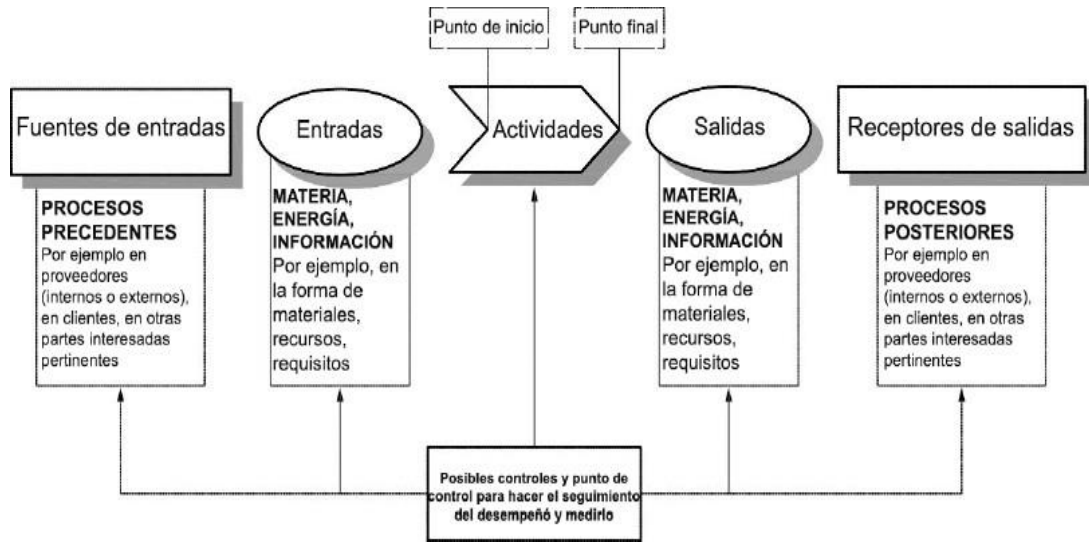 Punto de inicio
Punto final
Fuentes de entradas
Entradas
Actividades
Salidas
Receptores de salidas
PROCESOS
PRECEDENTES
Por ejemplo en
proveedores
(internos o externos),
en clientes, en otras
partes interesadas
pertinentes
MATERIA,
ENERGÍA,
INFORMACIÓN
Por ejemplo, en
la forma de
materiales,
recursos,
requisitos
MATERIA,
ENERGÍA,
INFORMACIÓN
Por ejemplo, en
la forma de
materiales,
recursos,
requisitos
PROCESOS
POSTERIORES
Por ejemplo en
proveedores
(internos o externos),
en clientes, en otras
partes interesadas
pertinentes
Posibles controles y punto de
control para hacer el seguimiento
del desempeñó y medirlo